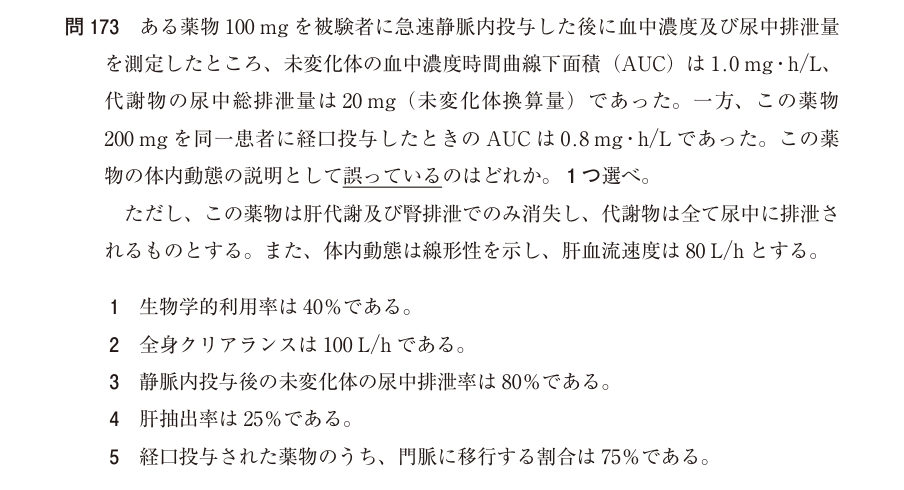 問 173 ある薬物 100 mg を被験者に急速静脈内投与した後に血中濃度及び尿中排泄量
を測定したところ、未変化体の血中濃度時間曲線下面積（AUC）は 1.0 mg・h/L、
代謝物の尿中総排泄量は 20 mg（未変化体換算量）であった。一方、この薬物
200 mg を同一患者に経口投与したときの AUC は 0.8 mg・h/L であった。この薬
物の体内動態の説明として誤っているのはどれか。1つ選べ。
ただし、この薬物は肝代謝及び腎排泄でのみ消失し、代謝物は全て尿中に排泄さ
れるものとする。また、体内動態は線形性を示し、肝血流速度は 80 L/h とする。
1 生物学的利用率は 40％である。
2 全身クリアランスは 100 L/h である。
3 静脈内投与後の未変化体の尿中排泄率は 80％である。
4 肝抽出率は 25％である。
5 経口投与された薬物のうち、門脈に移行する割合は 75％である。